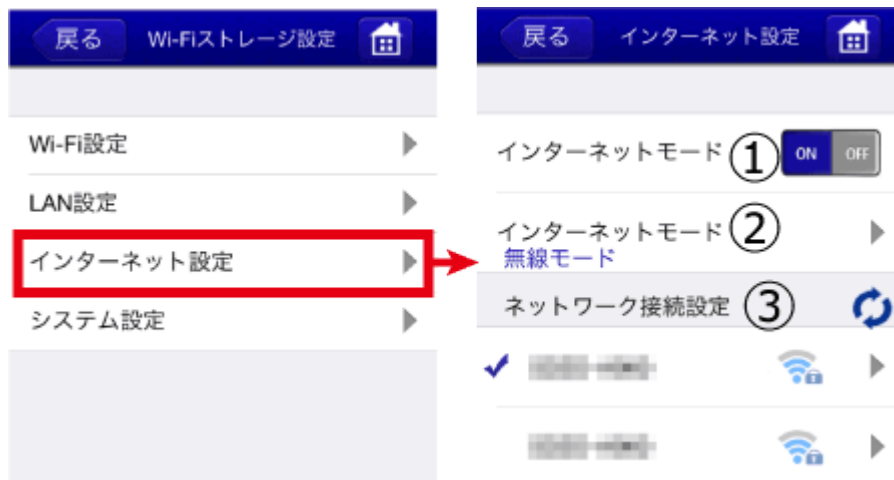 戻る Wi-Fiストレージ設定
Wi-Fi設定
LAN設定
インターネット設定
システム設定
戻る インターネット設定
インターネットモード ① ON OFF
インターネットモード ②
無線モード
ネットワーク接続設定 ③